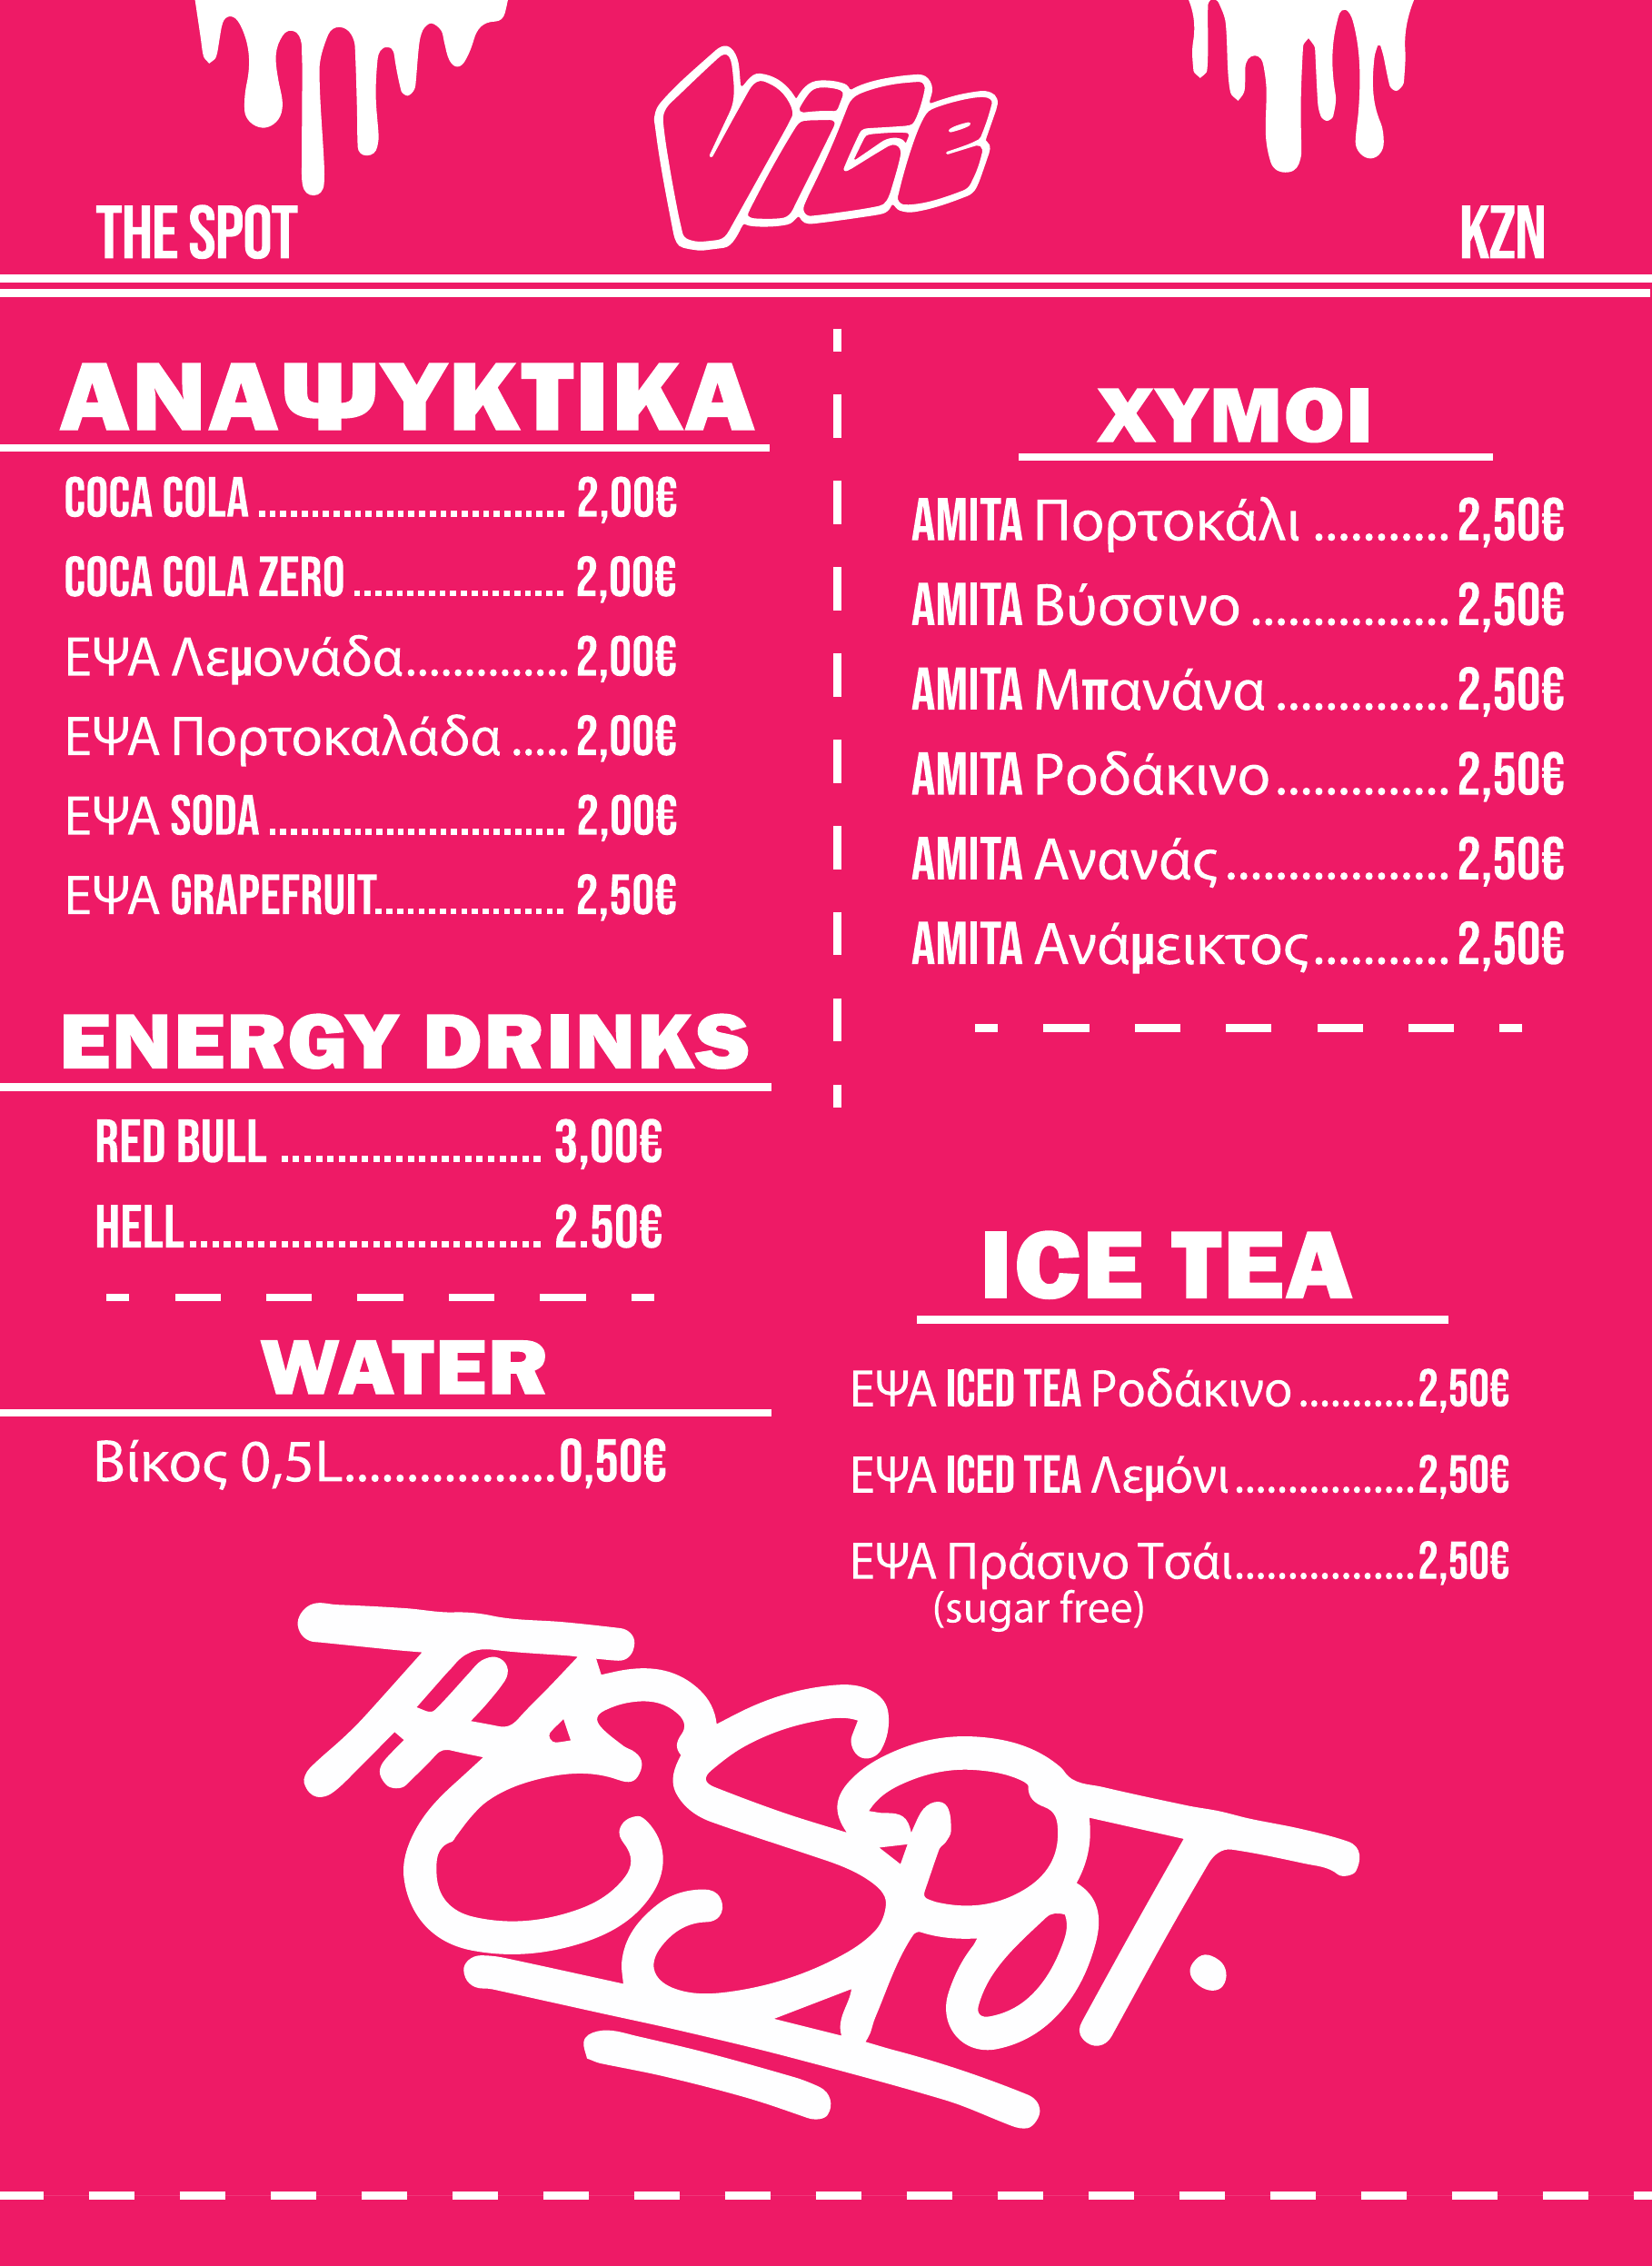 VICE
THE SPOT
KZN
ΑΝΑΨΥΚΤΙΚΑ
COCA COLA ............................. 2,00€
COCA COLA ZERO .................... 2,00€
ΕΨΑ Λεμονάδα............... 2,00€
ΕΨΑ Πορτοκαλάδα ..... 2,00€
ΕΨΑ SODA ............................ 2,00€
ΕΨΑ GRAPEFRUIT.................. 2,50€
ENERGY DRINKS
RED BULL ....................... 3,00€
HELL............................... 2.50€
WATER
Βίκος 0,5L.................0,50€
ΧΥΜΟΙ
AMITA Πορτοκάλι ........... 2,50€
AMITA Βύσσινο ................ 2,50€
AMITA Μπανάνα .............. 2,50€
AMITA Ροδάκινο.............. 2,50€
AMITA Ανανάς.................. 2,50€
AMITA Ανάμεικτος........... 2,50€
ICE TEA
ΕΨΑ ICED TEA Ροδάκινο ...........2,50€
ΕΨΑ ICED TEA Λεμόνι .................2,50€
ΕΨΑ Πράσινο Τσάι.................2,50€
(sugar free)
THE SPOT.